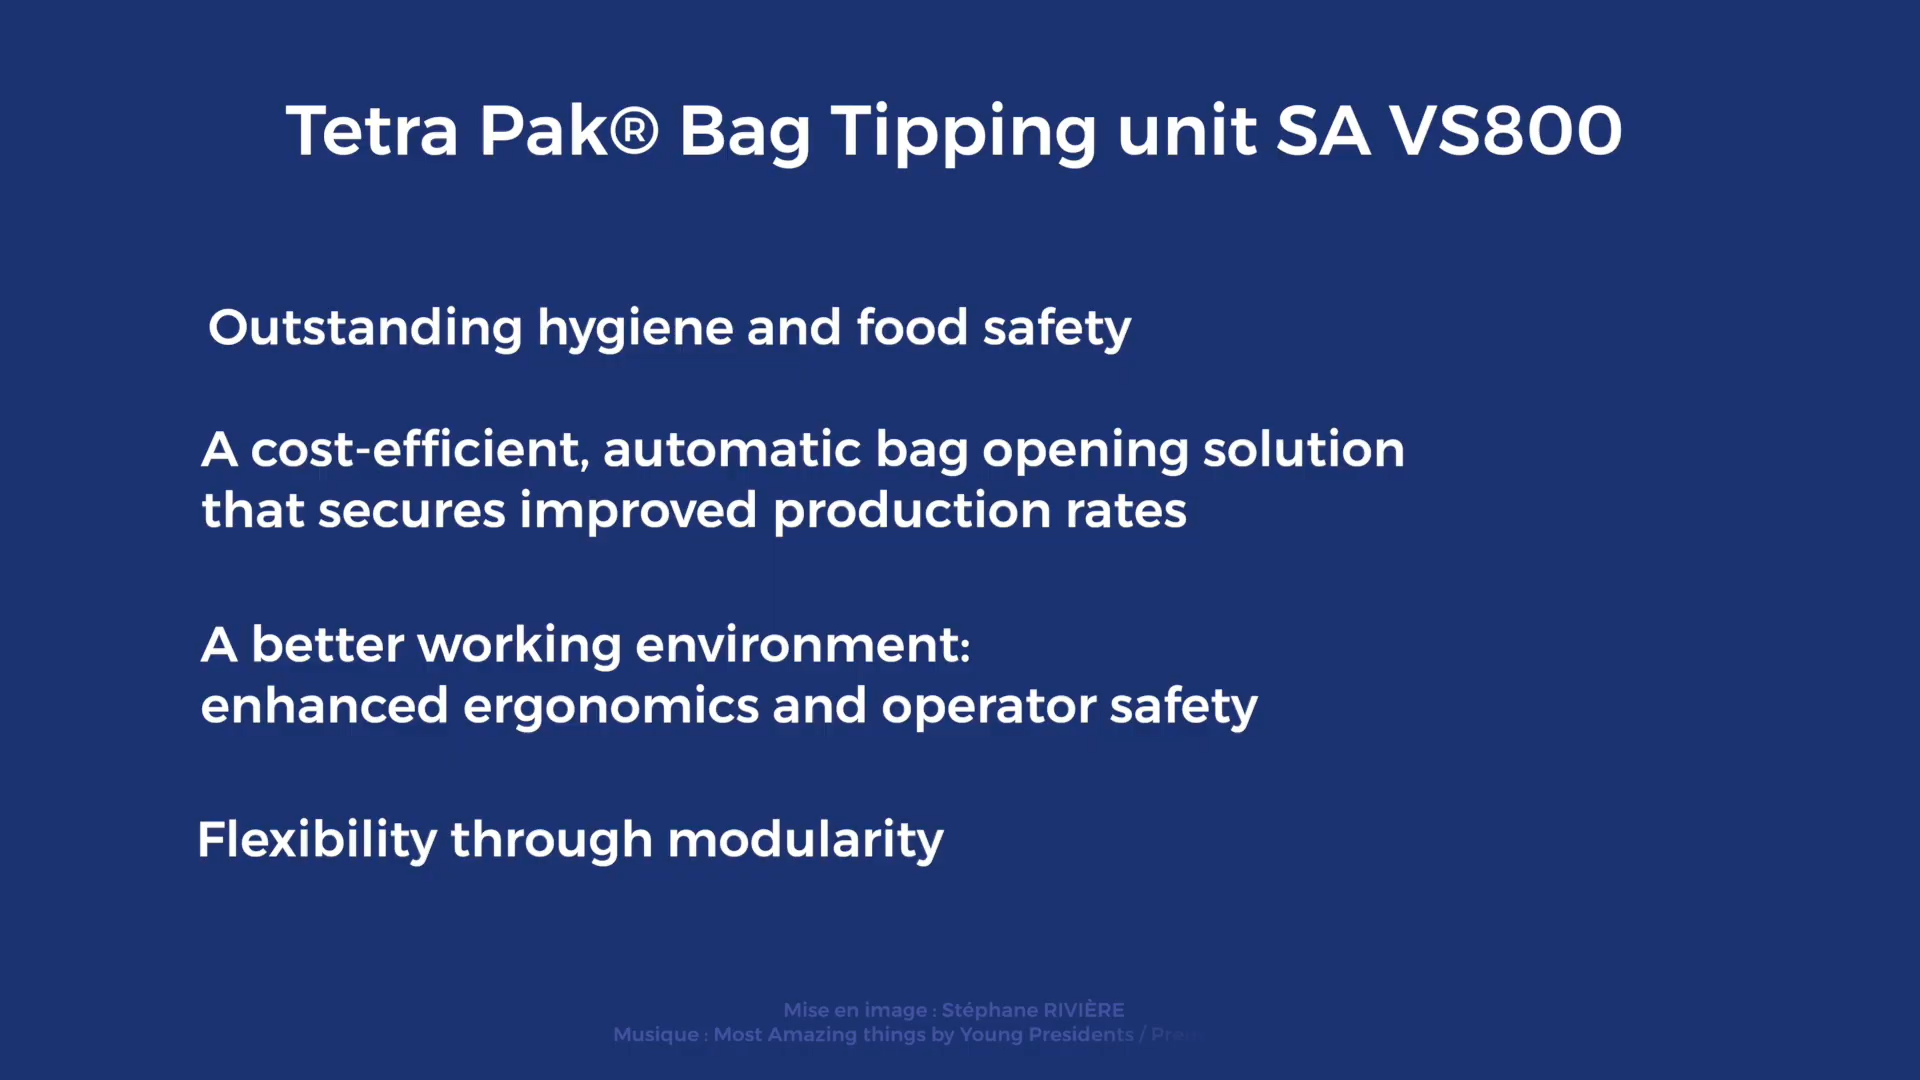 Tetra Pak® Bag Tipping unit SA VS800
Outstanding hygiene and food safety
A cost-efficient, automatic bag opening solution
that secures improved production rates
A better working environment:
enhanced ergonomics and operator safety
Flexibility through modularity
Mise en image : Stéphane RIVIÈRE
Musique : Most Amazing things by Young Presidents /